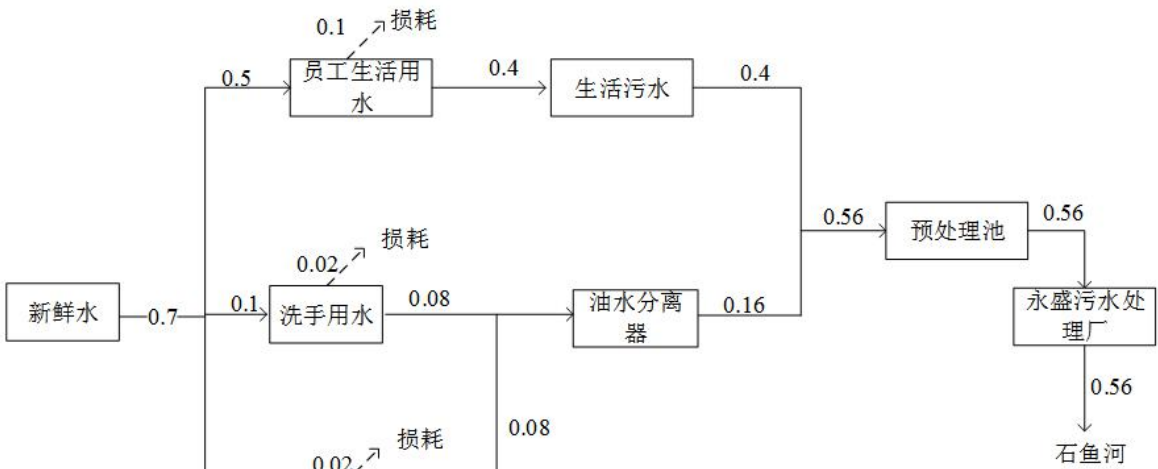 0.1
损耗
0.5
员工生活用
水
0.4
生活污水
0.4
0.56
预处理池
0.56
损耗
0.02
新鲜水
0.7
0.1
洗手用水
0.08
油水分离
器
0.16
永盛污水处
理厂
0.56
0.08
损耗
0.02
石鱼河